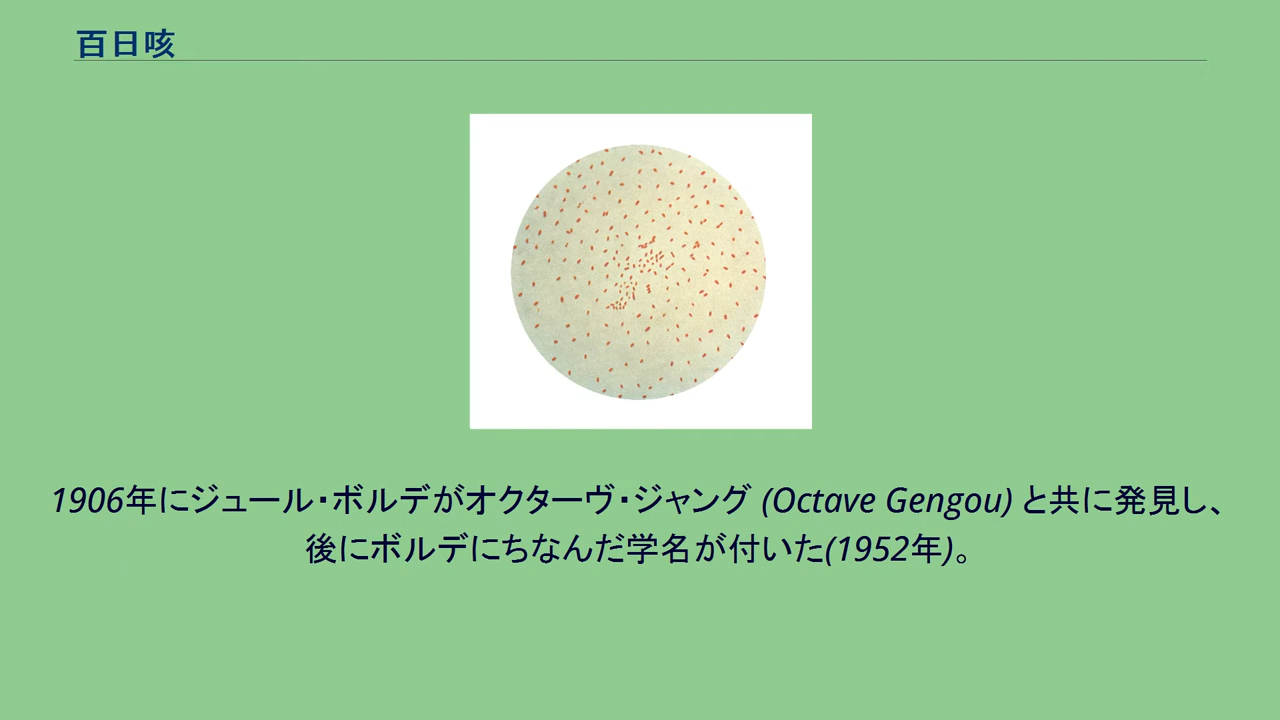 百日咳
1906年にジュール・ボルデがオクターヴ・ジャング (Octave Gengou) と共に発見し、
後にボルデにちなんだ学名が付いた(1952年)。